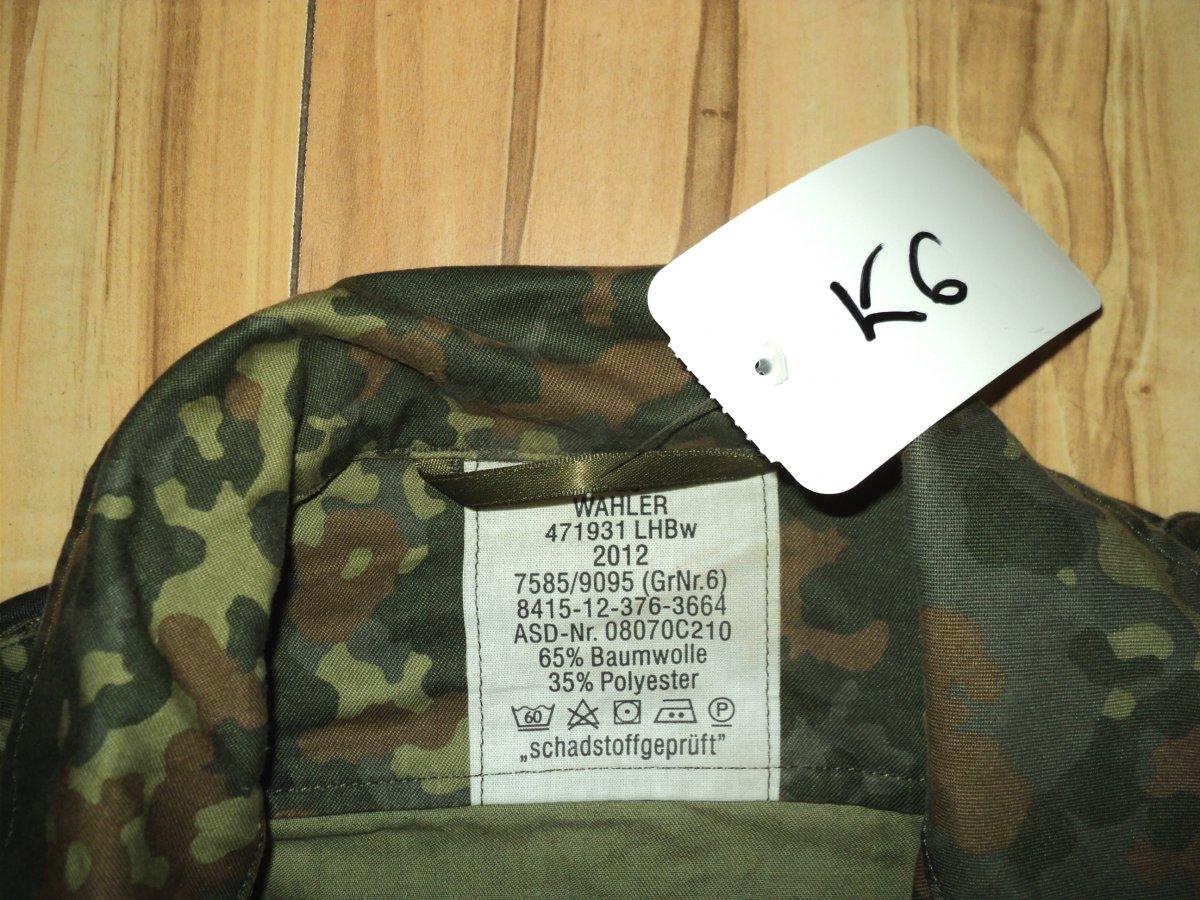 K6
WAHLER
471931 LHBw
2012
7585/9095 (GrNr.6)
8415-12-376-3664
ASD-Nr. 08070C210
65% Baumwolle
35% Polyester
60 P
„schadstoffgeprüft”